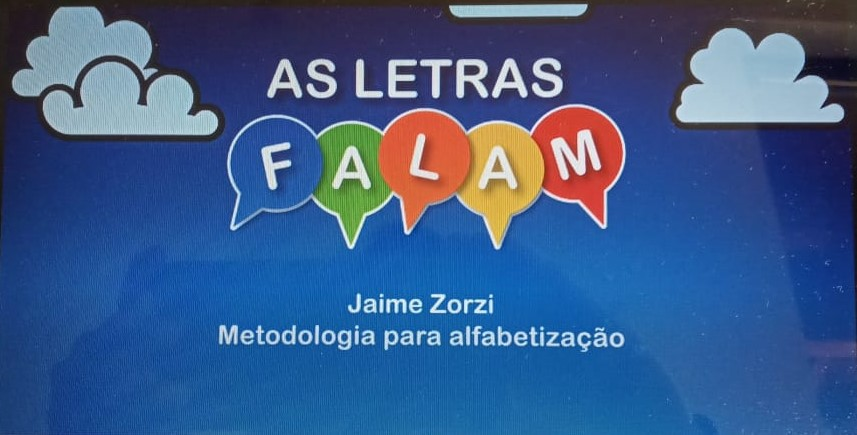 AS LETRAS
FALAM
Jaime Zorzi
Metodologia para alfabetização